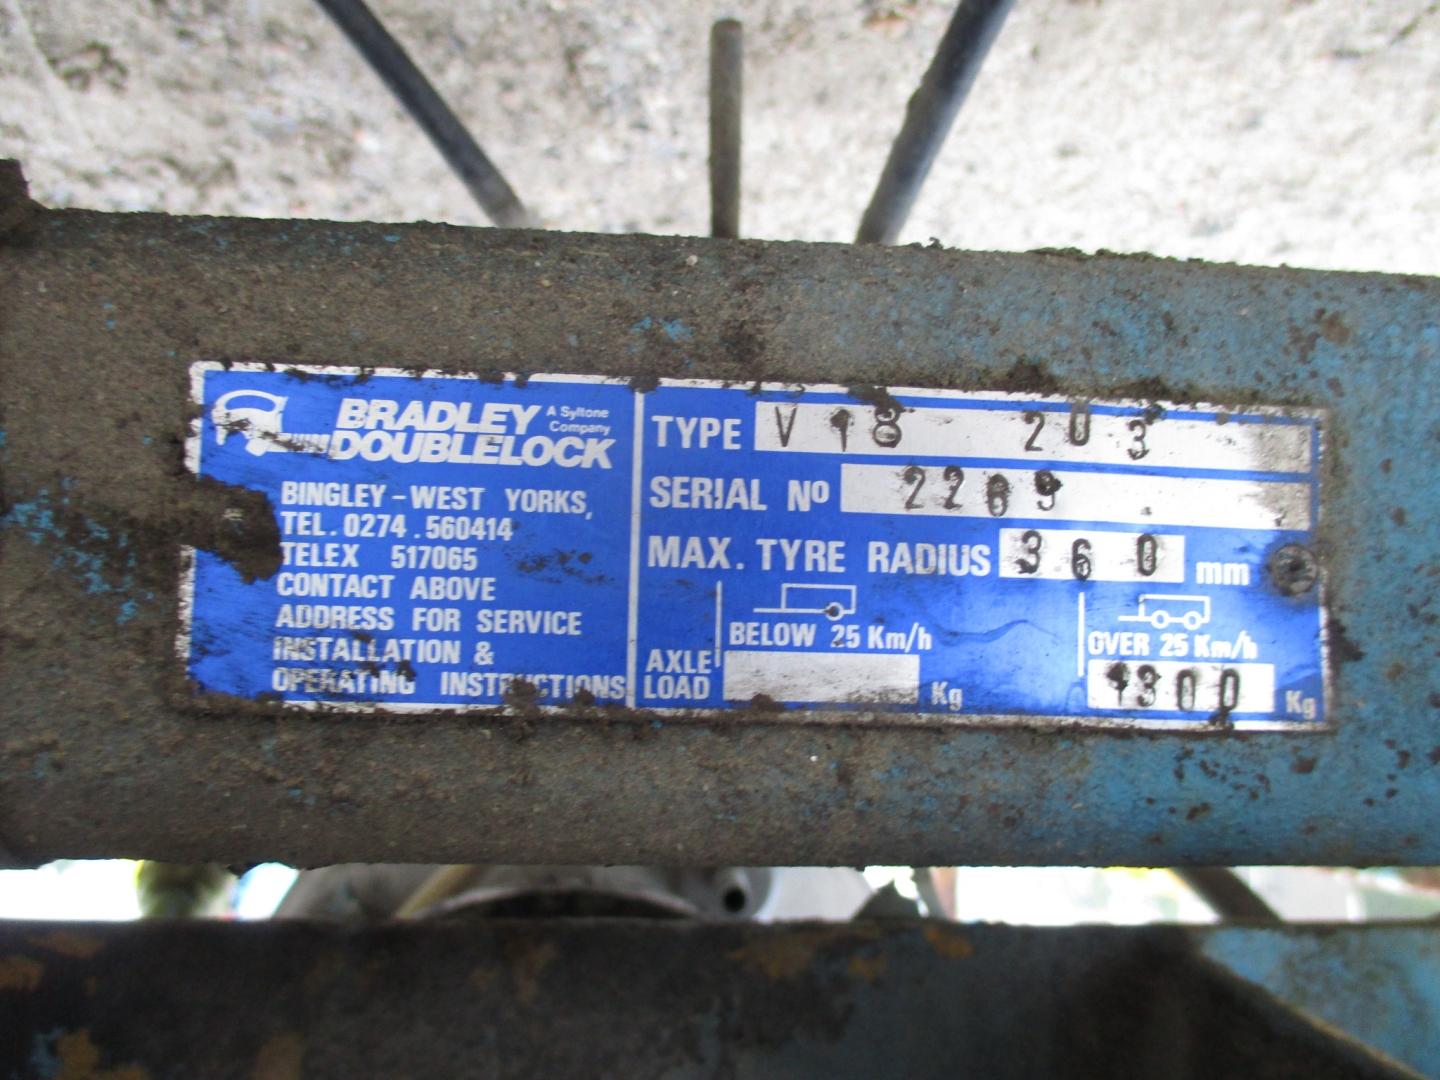 BRADLEY
DOUBLELOCK
A Syltone
Company
BINGLEY - WEST YORKS,
TEL. 0274 . 560414
TELEX 517065
CONTACT ABOVE
ADDRESS FOR SERVICE
INSTALLATION &
OPERATING INSTRUCTIONS
TYPE V 18 203
SERIAL Nº
MAX. TYRE RADIUS 360 mm
BELOW 25 Km/h
OVER 25 Km/h
AXLE
LOAD
Kg
1300 Kg